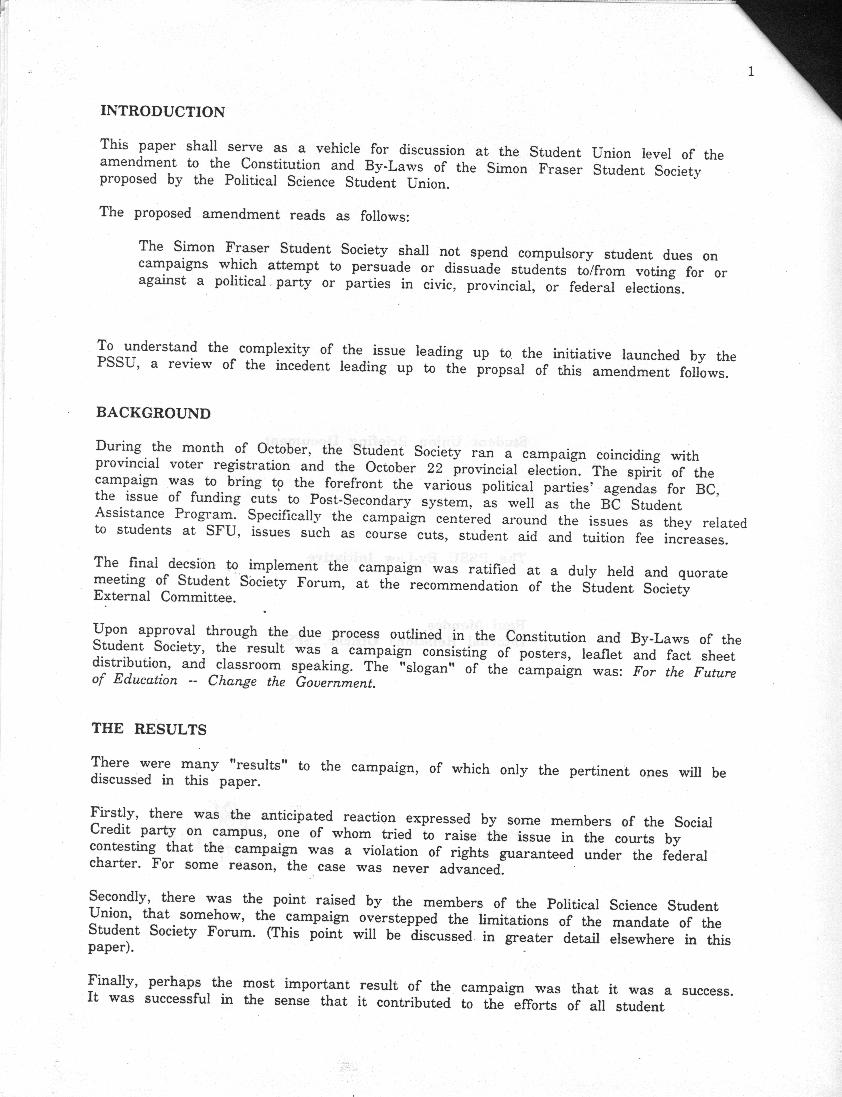 1
INTRODUCTION
This paper shall serve as a vehicle for discussion at the Student Union level of the
amendment to the Constitution and By-Laws of the Simon Fraser Student Society
proposed by the Political Science Student Union.
The proposed amendment reads as follows:
The Simon Fraser Student Society shall not spend compulsory student dues on
campaigns which attempt to persuade or dissuade students to/from voting for or
against a political party or parties in civic, provincial, or federal elections.
To understand the complexity of the issue leading up to the initiative launched by the
PSSU, a review of the incedent leading up to the propsal of this amendment follows.
BACKGROUND
During the month of October, the Student Society ran a campaign coinciding with
provincial voter registration and the October 22 provincial election. The spirit of the
campaign was to bring to the forefront the various political parties' agendas for BC,
the issue of funding cuts to Post-Secondary system, as well as the BC Student
Assistance Program. Specifically the campaign centered around the issues as they related
to students at SFU, issues such as course cuts, student aid and tuition fee increases.
The final decsion to implement the campaign was ratified at a duly held and quorate
meeting of Student Society Forum, at the recommendation of the Student Society
External Committee.
Upon approval through the due process outlined in the Constitution and By-Laws of the
Student Society, the result was a campaign consisting of posters, leaflet and fact sheet
distribution, and classroom speaking. The "slogan" of the campaign was: For the Future
of Education -- Change the Government.
THE RESULTS
There were many "results" to the campaign, of which only the pertinent ones will be
discussed in this paper.
Firstly, there was the anticipated reaction expressed by some members of the Social
Credit party on campus, one of whom tried to raise the issue in the courts by
contesting that the campaign was a violation of rights guaranteed under the federal
charter. For some reason, the case was never advanced.
Secondly, there was the point raised by the members of the Political Science Student
Union, that somehow, the campaign overstepped the limitations of the mandate of the
Student Society Forum. (This point will be discussed in greater detail elsewhere in this
paper).
Finally, perhaps the most important result of the campaign was that it was a success.
It was successful in the sense that it contributed to the efforts of all student